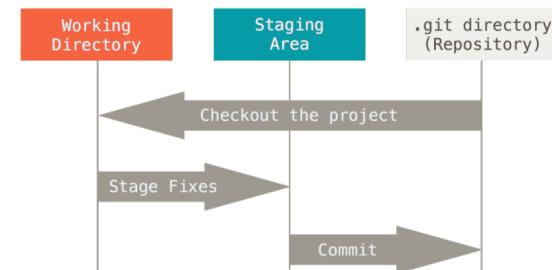 Working
Directory
Staging
Area
.git directory
(Repository)
Checkout the project
Stage Fixes
Commit